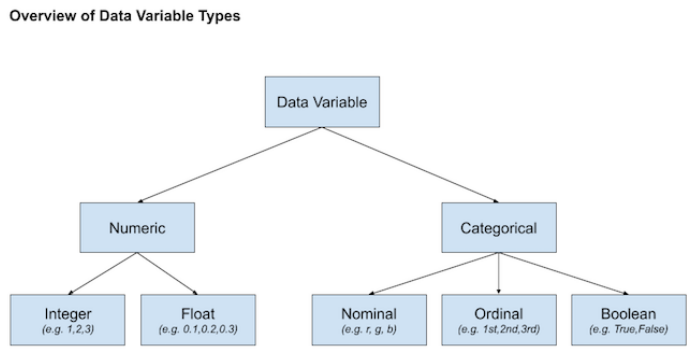 Overview of Data Variable Types
Data Variable
Numeric
Categorical
Integer
(e.g. 1,2,3)
Float
(e.g. 0.1,0.2,0.3)
Nominal
(e.g. r, g, b)
Ordinal
(e.g. 1st,2nd,3rd)
Boolean
(e.g. True,False)